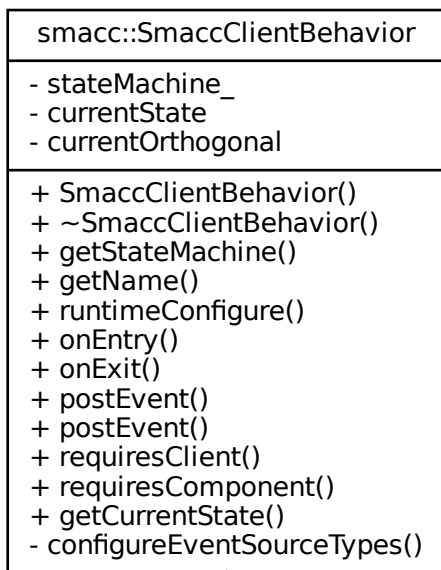 smacc::SmaccClientBehavior
- stateMachine_
- currentState
- currentOrthogonal
+ SmaccClientBehavior()
+ ~SmaccClientBehavior()
+ getStateMachine()
+ getName()
+ runtimeConfigure()
+ onEntry()
+ onExit()
+ postEvent()
+ postEvent()
+ requiresClient()
+ requiresComponent()
+ getCurrentState()
- configureEventSourceTypes()